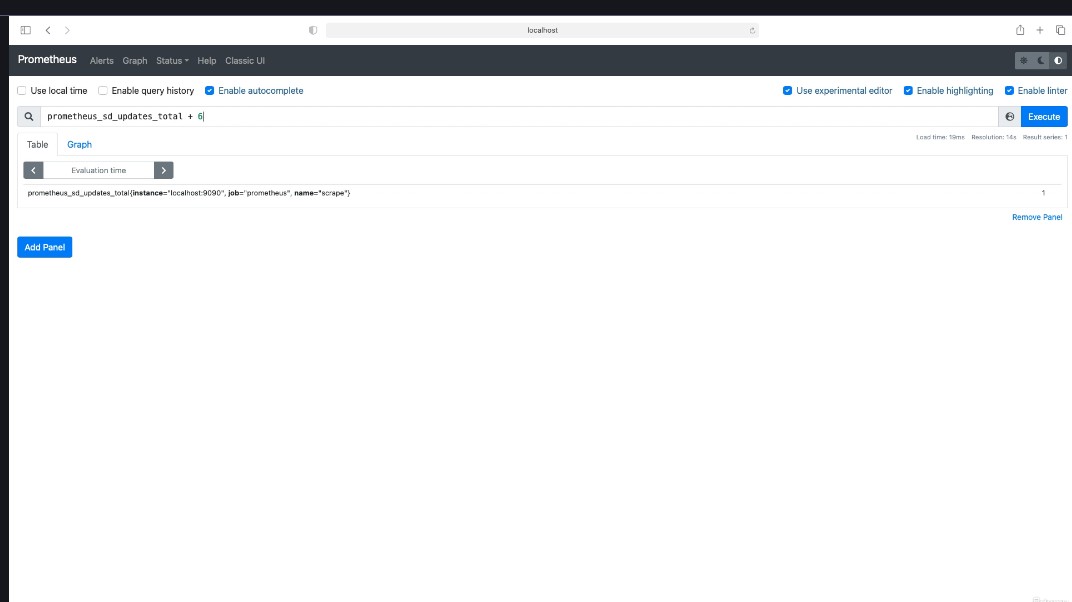 localhost
Prometheus Alerts Graph Status Help Classic UI
Use local time Enable query history Enable autocomplete Use experimental editor Enable highlighting Enable linter
prometheus_sd_updates_total + 6 Execute
Load time: 19ms Resolution: 14s Result series: 1
Table Graph
Evaluation time
prometheus_sd_updates_total{instance="localhost:9090", job="prometheus", name="scrape"} 1
Remove Panel
Add Panel